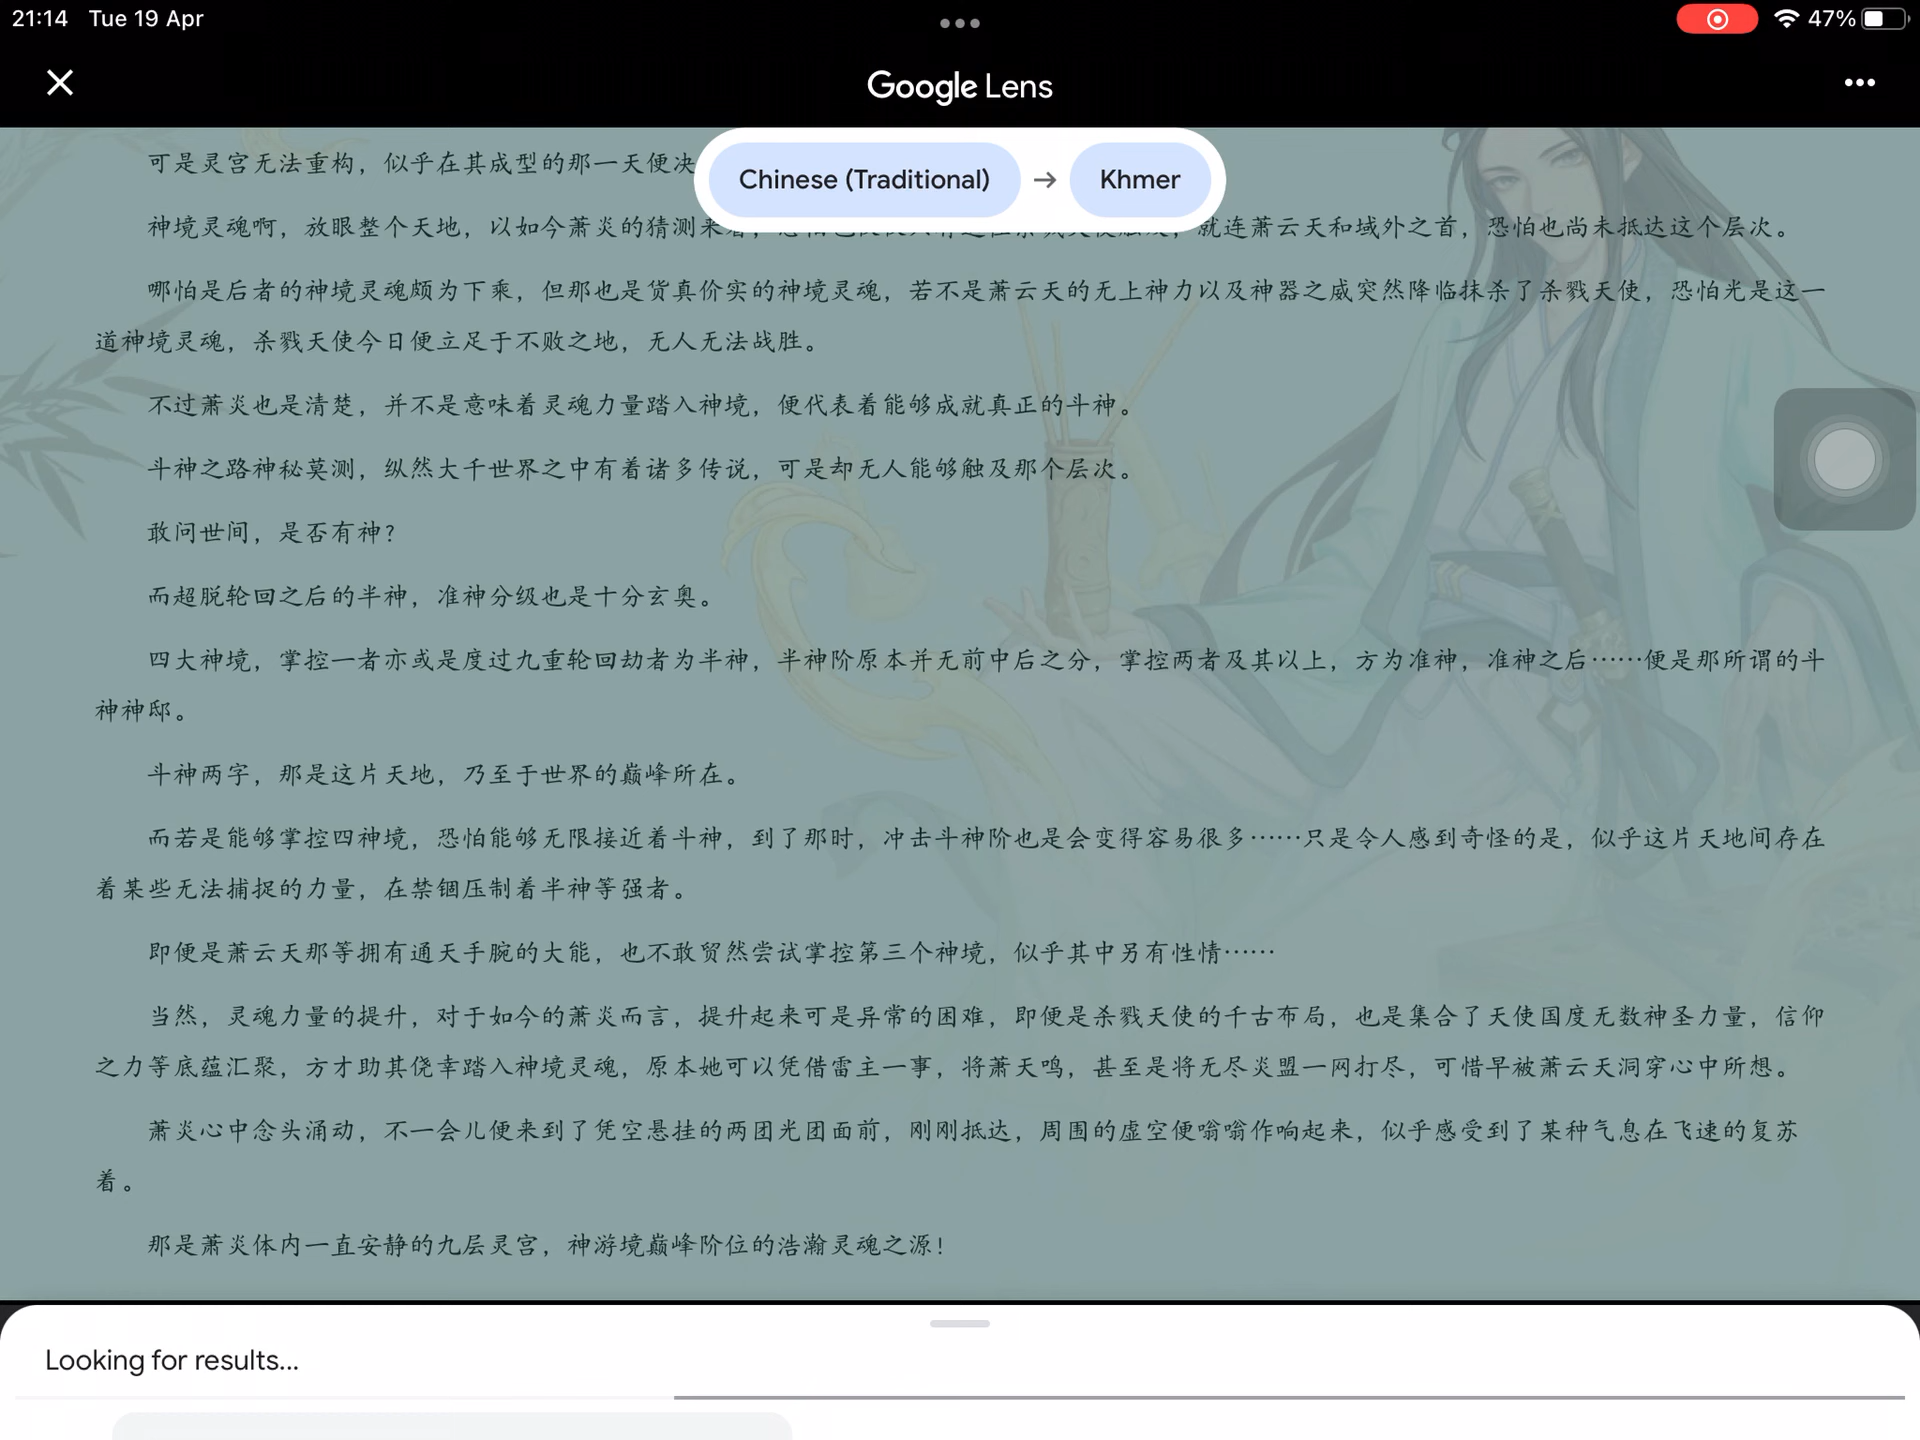 21:14 Tue 19 Apr
47%
Google Lens
Chinese (Traditional) → Khmer
可是灵宫无法重构，似乎在其成型的那一天便决
神境灵魂啊，放眼整个天地，以如今萧炎的猜测来看，就连萧云天和域外之首，恐怕也尚未抵达这个层次。
哪怕是后者的神境灵魂颇为下乘，但那也是货真价实的神境灵魂，若不是萧云天的无上神力以及神器之威突然降临抹杀了杀戮天使，恐怕光是这一
道神境灵魂，杀戮天使今日便立足于不败之地，无人无法战胜。
不过萧炎也是清楚，并不是意味着灵魂力量踏入神境，便代表着能够成就真正的斗神。
斗神之路神秘莫测，纵然大千世界之中有着诸多传说，可是却无人能够触及那个层次。
敢问世间，是否有神？
而超脱轮回之后的半神，准神分级也是十分玄奥。
四大神境，掌控一者亦或是度过九重轮回劫者为半神，半神阶原本并无前中后之分，掌控两者及其以上，方为准神，准神之后……便是那所谓的斗
神神邸。
斗神两字，那是这片天地，乃至于世界的巅峰所在。
而若是能够掌控四神境，恐怕能够无限接近着斗神，到了那时，冲击斗神阶也是会变得容易很多……只是令人感到奇怪的是，似乎这片天地间存在
着某些无法捕捉的力量，在禁锢压制着半神等强者。
即便是萧云天那等拥有通天手腕的大能，也不敢贸然尝试掌控第三个神境，似乎其中另有性情……
当然，灵魂力量的提升，对于如今的萧炎而言，提升起来可是异常的困难，即便是杀戮天使的千古布局，也是集合了天使国度无数神圣力量，信仰
之力等底蕴汇聚，方才助其侥幸踏入神境灵魂，原本她可以凭借雷主一事，将萧天鸣，甚至是将无尽炎盟一网打尽，可惜早被萧云天洞穿心中所想。
萧炎心中念头涌动，不一会儿便来到了凭空悬挂的两团光团面前，刚刚抵达，周围的虚空便嗡嗡作响起来，似乎感受到了某种气息在飞速的复苏
着。
那是萧炎体内一直安静的九层灵宫，神游境巅峰阶位的浩瀚灵魂之源！
Looking for results...